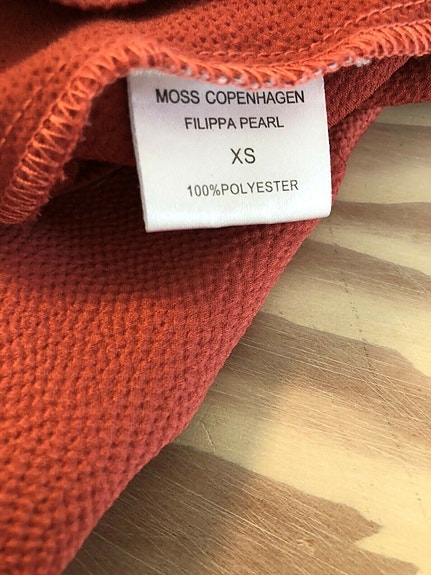 MOSS COPENHAGEN
FILIPPA PEARL
XS
100%POLYESTER